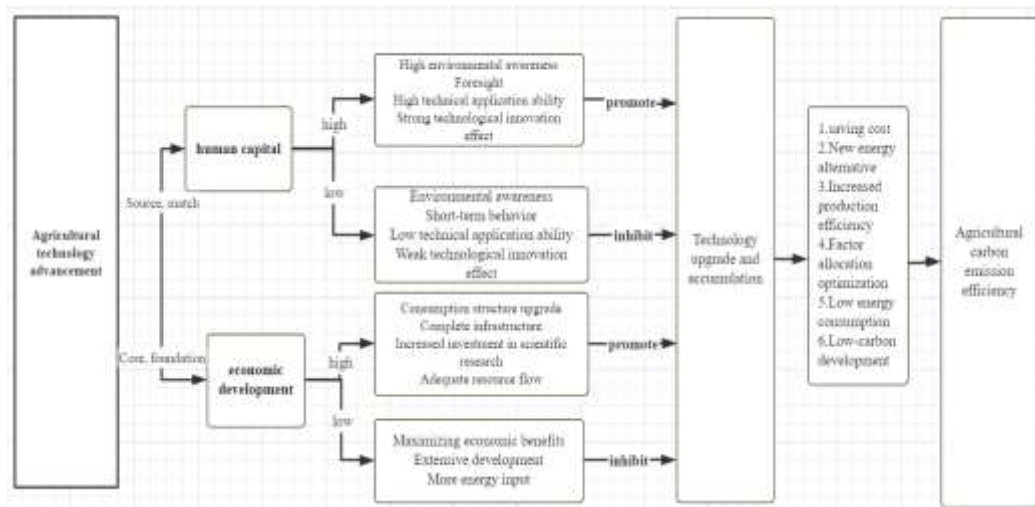 Agricultural
technology
advancement
Source, match
human capital
high
low
High environmental awareness
Foresight
High technical application ability
Strong technological innovation
effect
promote
Environmental awareness
Short-term behavior
Low technical application ability
Weak technological innovation
effect
inhibit
foundation
economic
development
high
low
Consumption structure upgrade
Complete infrastructure
Increased investment in scientific
research
Adequate resource flow
promote
Maximizing economic benefits
Extensive development
More energy input
inhibit
Technology
upgrade and
accumulation
1.saving cost
2.New energy
alternative
3.Increased
production
efficiency
4.Factor
allocation
optimization
5.Low energy
consumption
6.Low-carbon
development
Agricultural
carbon
emission
efficiency